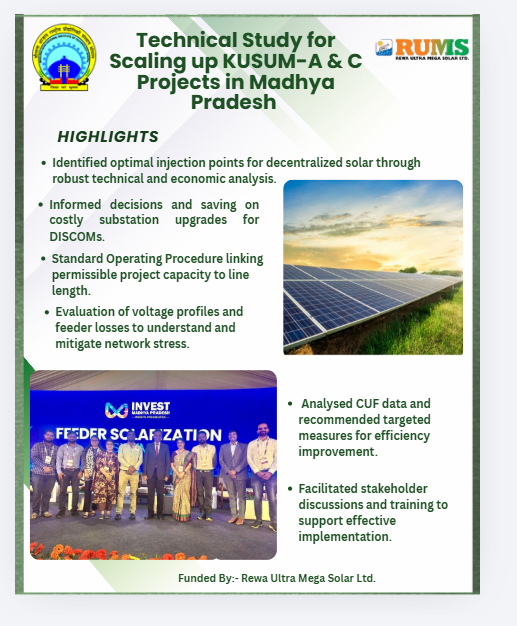 Technical Study for
Scaling up KUSUM-A & C
Projects in Madhya
Pradesh
RUMS
REWA ULTRA MEGA SOLAR LTD.
HIGHLIGHTS
• Identified optimal injection points for decentralized solar through
robust technical and economic analysis.
• Informed decisions and saving on
costly substation upgrades for
DISCOMs.
• Standard Operating Procedure linking
permissible project capacity to line
length.
• Evaluation of voltage profiles and
feeder losses to understand and
mitigate network stress.
INVEST
MADHYA PRADESH
FEEDER SOLARIZATION
• Analysed CUF data and
recommended targeted
measures for efficiency
improvement.
• Facilitated stakeholder
discussions and training to
support effective
implementation.
Funded By:- Rewa Ultra Mega Solar Ltd.